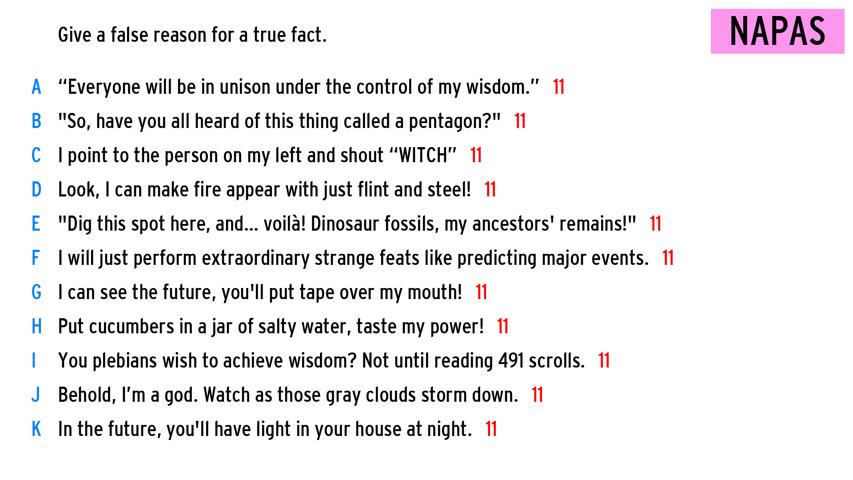 Give a false reason for a true fact.
NAPAS
A “Everyone will be in unison under the control of my wisdom.” 11
B "So, have you all heard of this thing called a pentagon?" 11
C I point to the person on my left and shout “WITCH” 11
D Look, I can make fire appear with just flint and steel! 11
E "Dig this spot here, and... voilà! Dinosaur fossils, my ancestors' remains!" 11
F I will just perform extraordinary strange feats like predicting major events. 11
G I can see the future, you'll put tape over my mouth! 11
H Put cucumbers in a jar of salty water, taste my power! 11
I You plebians wish to achieve wisdom? Not until reading 491 scrolls. 11
J Behold, I’m a god. Watch as those gray clouds storm down. 11
K In the future, you'll have light in your house at night. 11